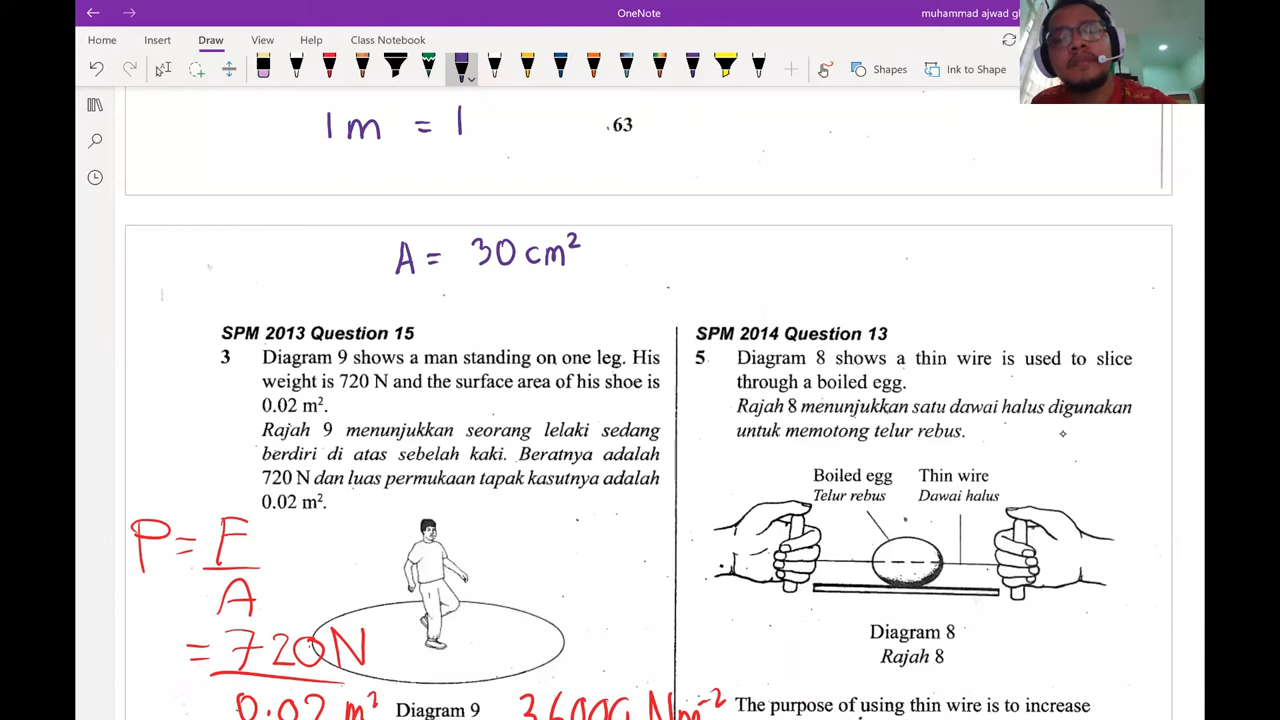 OneNote
muhammad ajwad gh
Home Insert Draw View Help Class Notebook
Shapes Ink to Shape
1 m = 1
63
A = 30 cm²
SPM 2013 Question 15
3 Diagram 9 shows a man standing on one leg. His
weight is 720 N and the surface area of his shoe is
0.02 m².
Rajah 9 menunjukkan seorang lelaki sedang
berdiri di atas sebelah kaki. Beratnya adalah
720 N dan luas permukaan tapak kasutnya adalah
0.02 m².
P = F
A
= 720N
0.02 m²
Diagram 9
36000 Nm⁻²
SPM 2014 Question 13
5 Diagram 8 shows a thin wire is used to slice
through a boiled egg.
Rajah 8 menunjukkan satu dawai halus digunakan
untuk memotong telur rebus.
Boiled egg Thin wire
Telur rebus Dawai halus
Diagram 8
Rajah 8
The purpose of using thin wire is to increase